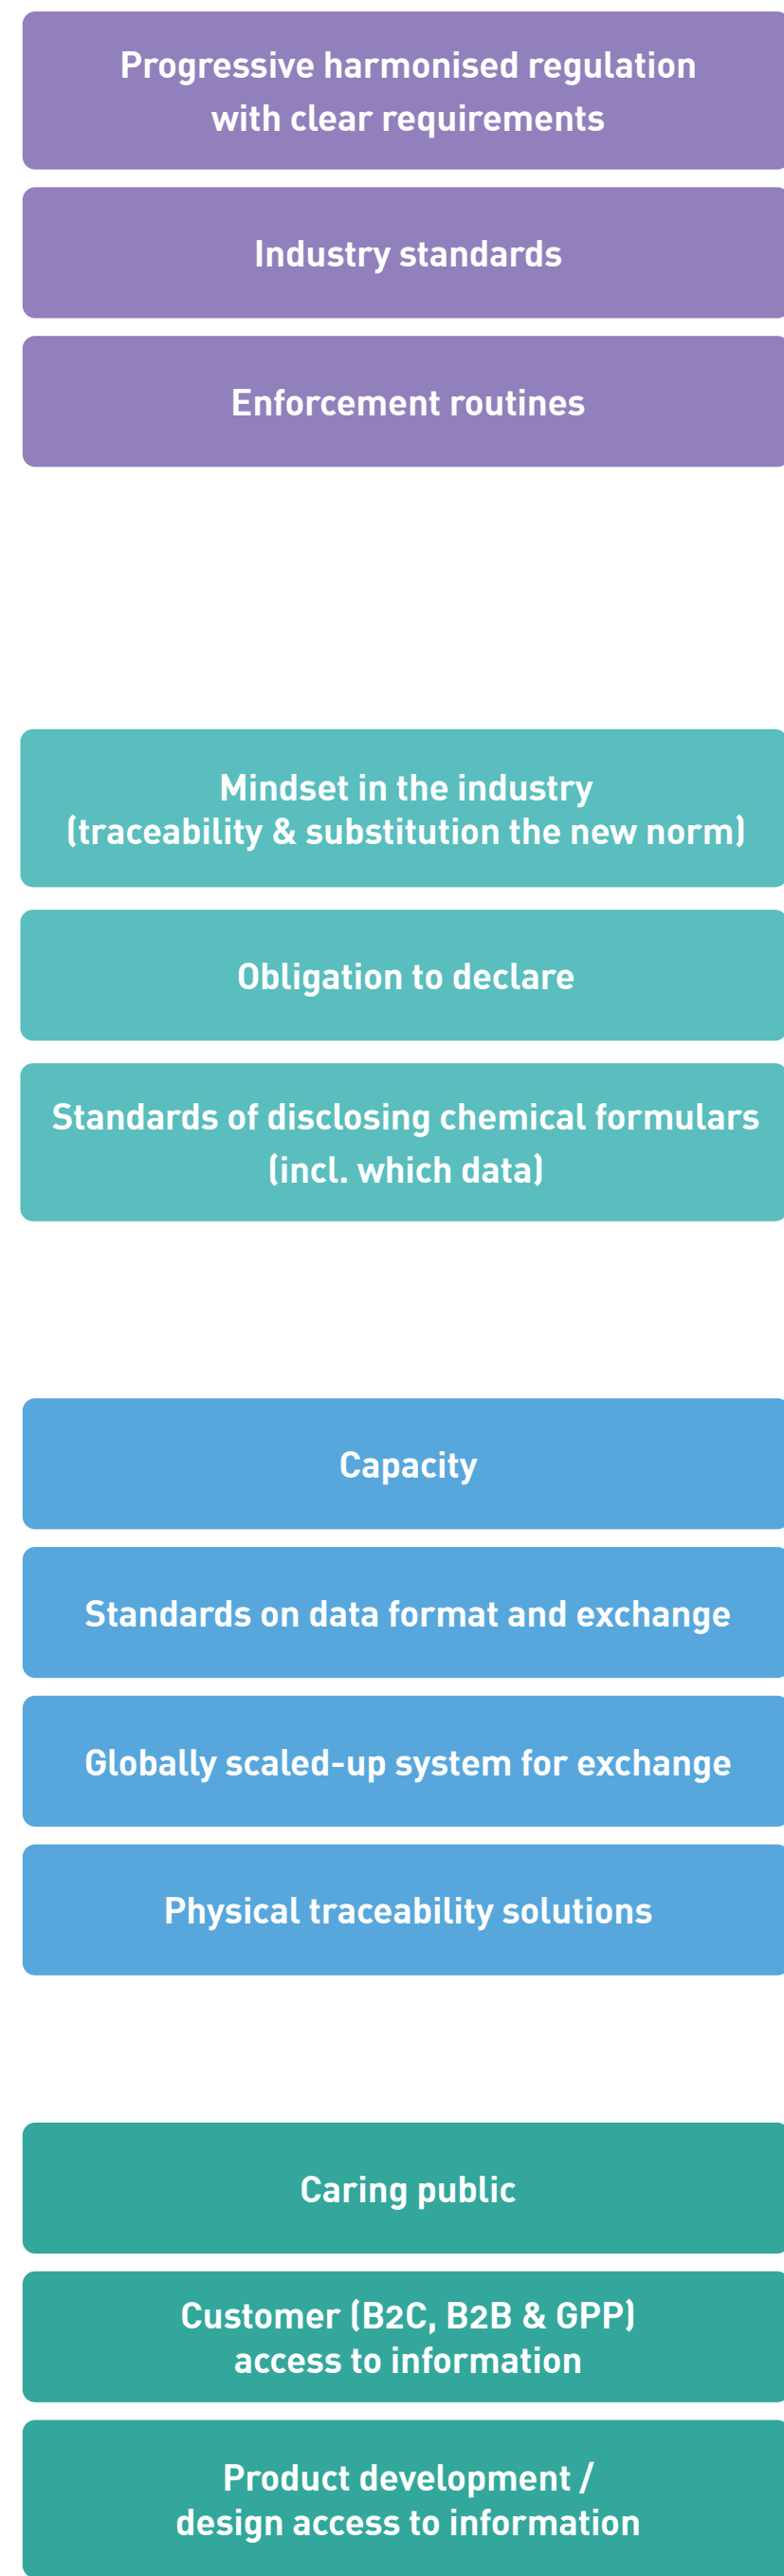 Progressive harmonised regulation
with clear requirements
Industry standards
Enforcement routines
Mindset in the industry
(traceability & substitution the new norm)
Obligation to declare
Standards of disclosing chemical formulars
(incl. which data)
Capacity
Standards on data format and exchange
Globally scaled-up system for exchange
Physical traceability solutions
Caring public
Customer (B2C, B2B & GPP)
access to information
Product development /
design access to information